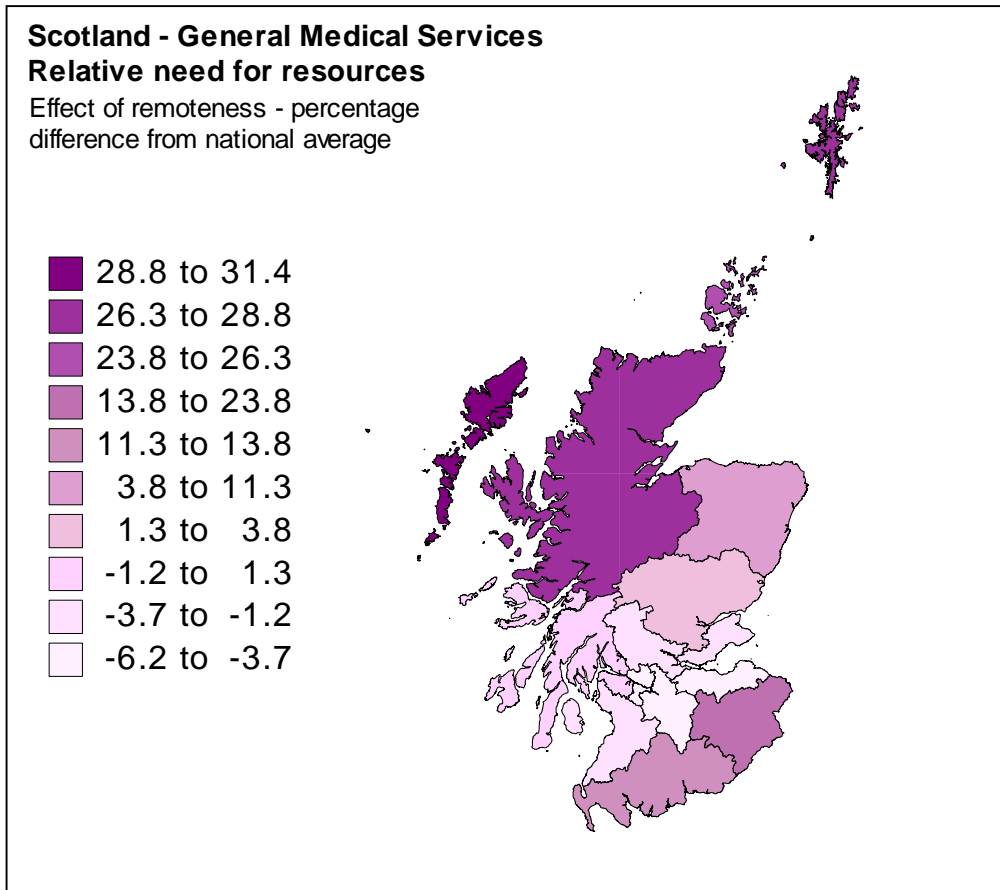 Scotland - General Medical Services
Relative need for resources
Effect of remoteness - percentage
difference from national average
28.8 to 31.4
26.3 to 28.8
23.8 to 26.3
13.8 to 23.8
11.3 to 13.8
3.8 to 11.3
1.3 to 3.8
-1.2 to 1.3
-3.7 to -1.2
-6.2 to -3.7